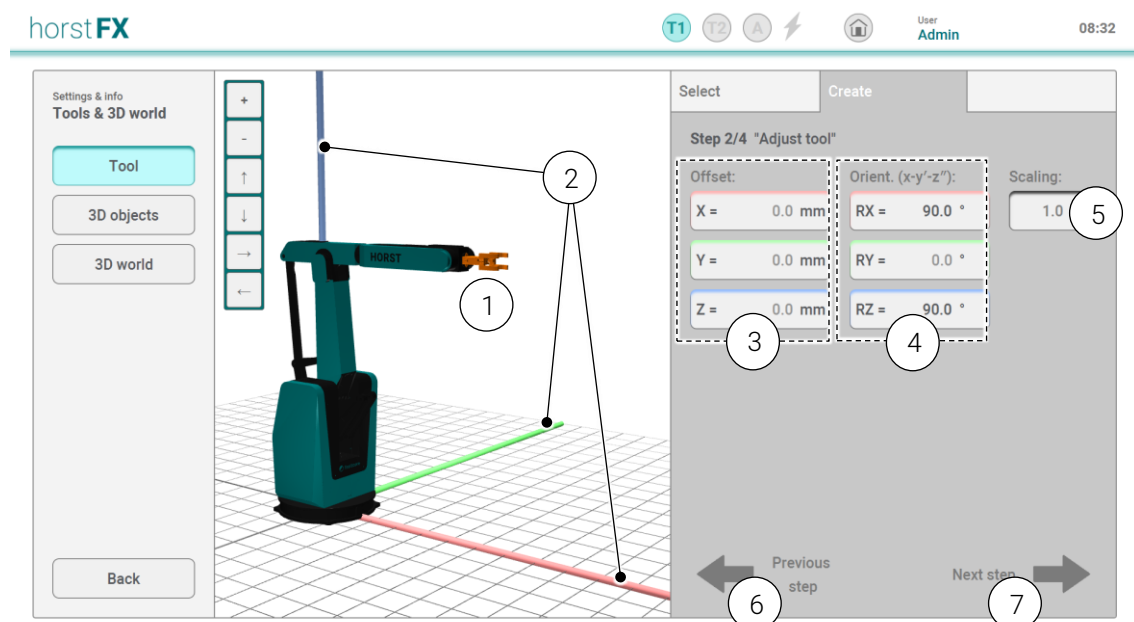 horstFX
T1 T2 A
User
Admin
08:32
Settings & info
Tools & 3D world
Tool
3D objects
3D world
Back
+
-
↑
↓
→
←
HORST
1
2
Select
Create
Step 2/4 "Adjust tool"
Offset:
Orient. (x-y′-z″):
Scaling:
X = 0.0 mm
RX = 90.0 °
1.0
5
Y = 0.0 mm
RY = 0.0 °
Z = 0.0 mm
RZ = 90.0 °
3
4
Previous
step
Next step
6
7